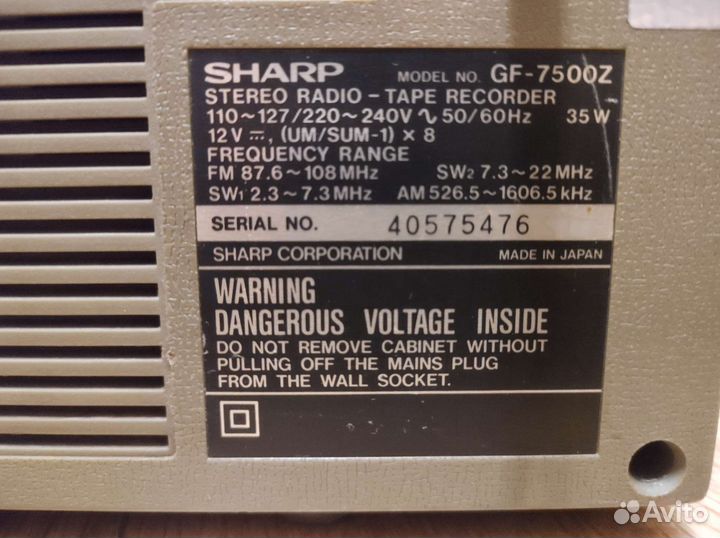 SHARP MODEL NO. GF-7500Z
STEREO RADIO - TAPE RECORDER
110~127/220~240V ∿ 50/60Hz 35W
12V ⎓, (UM/SUM-1) × 8
FREQUENCY RANGE
FM 87.6~108MHz SW2 7.3~22MHz
SW1 2.3~7.3MHz AM 526.5~1606.5kHz
SERIAL NO. 40575476
SHARP CORPORATION MADE IN JAPAN
WARNING
DANGEROUS VOLTAGE INSIDE
DO NOT REMOVE CABINET WITHOUT
PULLING OFF THE MAINS PLUG
FROM THE WALL SOCKET.
Avito